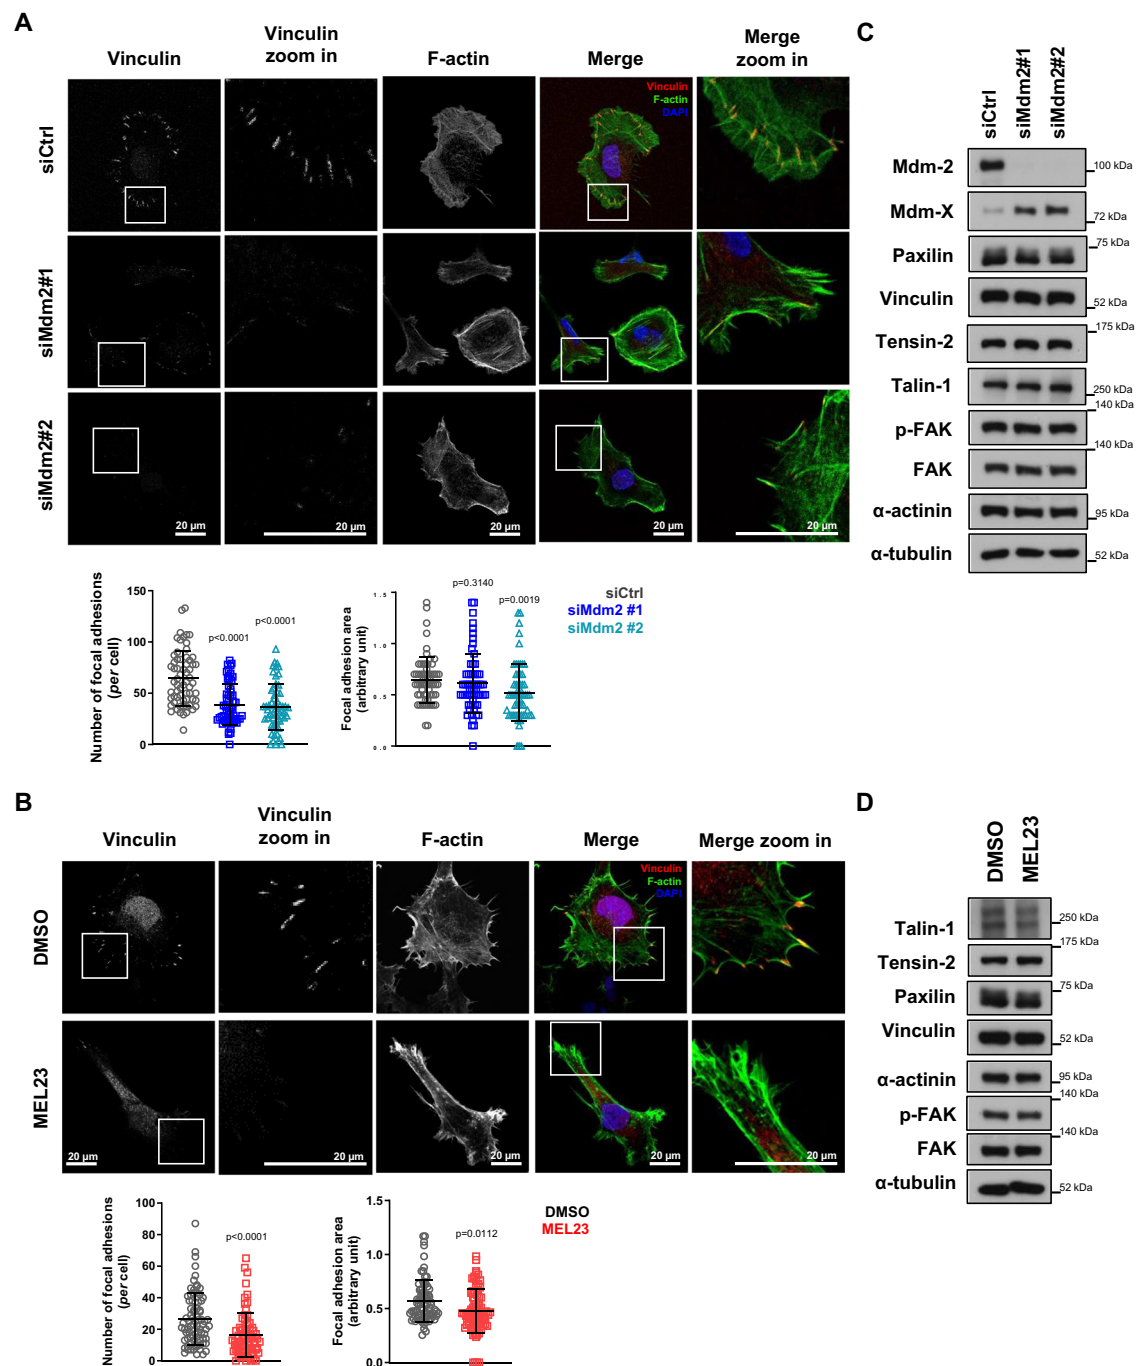 A
Vinculin
Vinculin
zoom in
F-actin
Merge
Merge
zoom in
siCtrl
Vinculin
F-actin
DAPI
siMdm2#1
siMdm2#2
20 µm
20 µm
20 µm
20 µm
20 µm
Number of focal adhesions
(per cell)
150
100
50
0
p<0.0001
p<0.0001
Focal adhesion area
(arbitrary unit)
1.5
1.0
0.5
0.0
p=0.3140
p=0.0019
siCtrl
siMdm2 #1
siMdm2 #2
C
siCtrl
siMdm2#1
siMdm2#2
Mdm-2
100 kDa
Mdm-X
72 kDa
Paxilin
75 kDa
Vinculin
52 kDa
Tensin-2
175 kDa
Talin-1
250 kDa
p-FAK
140 kDa
FAK
140 kDa
α-actinin
95 kDa
α-tubulin
52 kDa
B
Vinculin
Vinculin
zoom in
F-actin
Merge
Merge zoom in
DMSO
Vinculin
F-actin
DAPI
MEL23
20 µm
20 µm
20 µm
20 µm
20 µm
Number of focal adhesions
(per cell)
100
80
60
40
20
0
p<0.0001
Focal adhesion area
(arbitrary unit)
1.5
1.0
0.5
0.0
p=0.0112
DMSO
MEL23
D
DMSO
MEL23
Talin-1
250 kDa
Tensin-2
175 kDa
Paxilin
75 kDa
Vinculin
52 kDa
α-actinin
95 kDa
p-FAK
140 kDa
FAK
140 kDa
α-tubulin
52 kDa